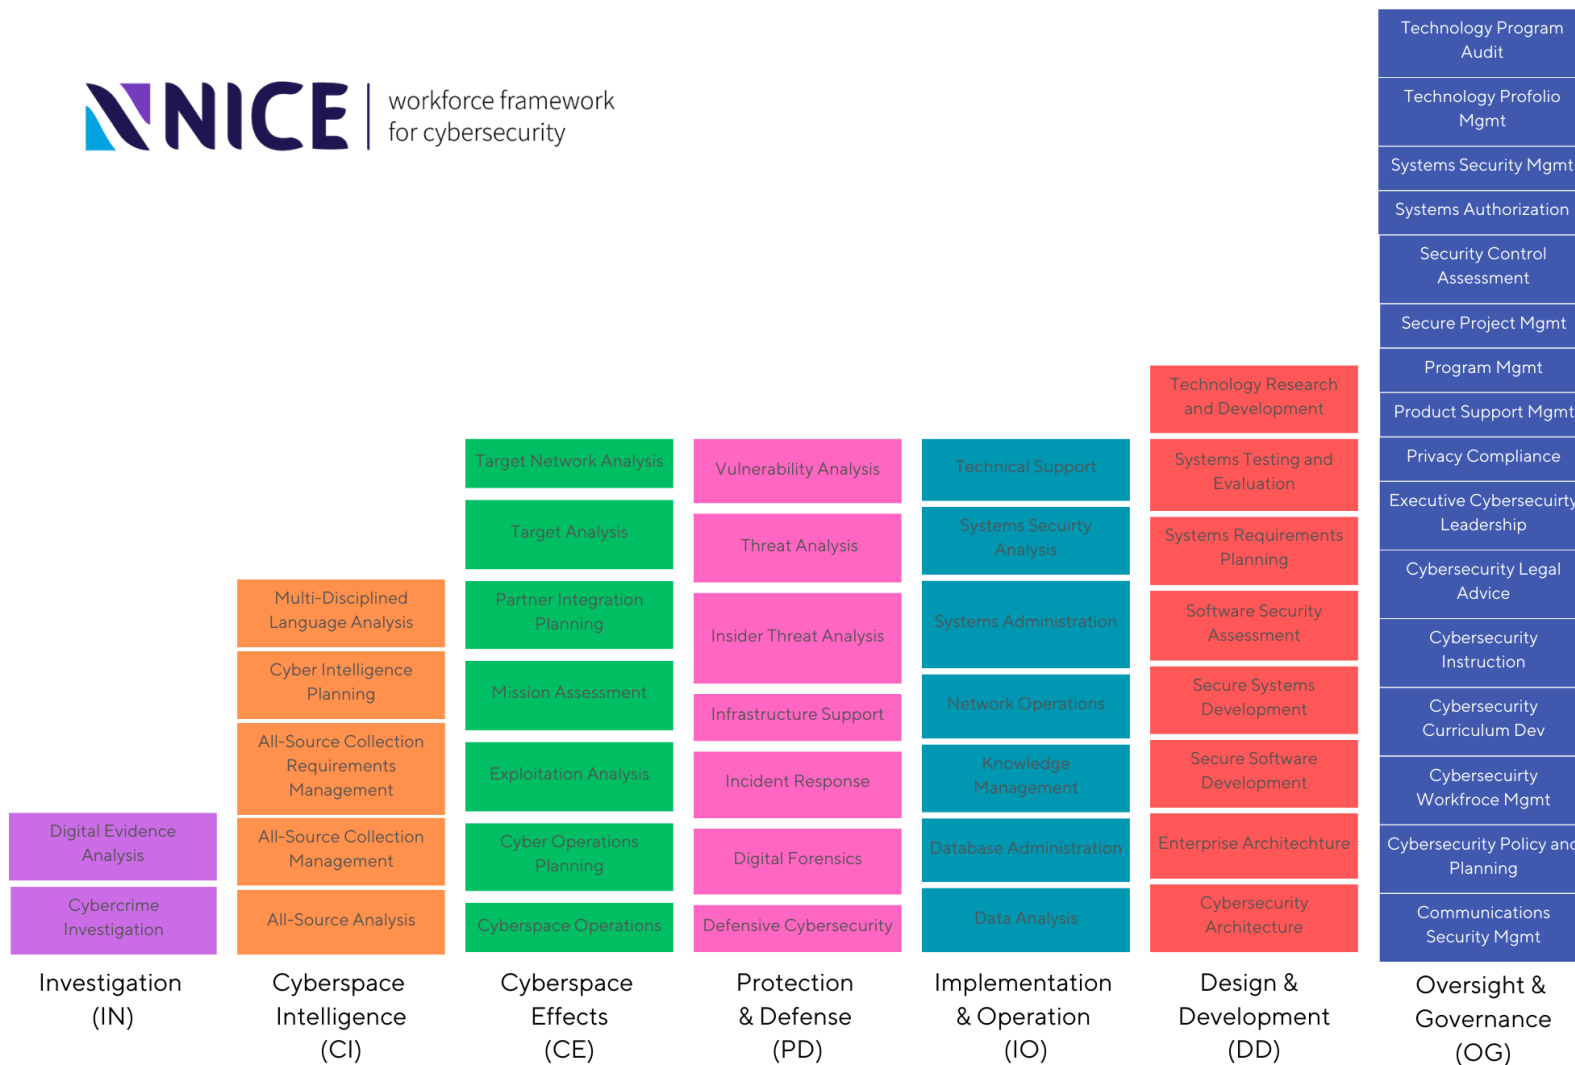 NICE
workforce framework
for cybersecurity
Digital Evidence
Analysis
Cybercrime
Investigation
Investigation
(IN)
Multi-Disciplined
Language Analysis
Cyber Intelligence
Planning
All-Source Collection
Requirements
Management
All-Source Collection
Management
All-Source Analysis
Cyberspace
Intelligence
(CI)
Target Network Analysis
Target Analysis
Partner Integration
Planning
Mission Assessment
Exploitation Analysis
Cyber Operations
Planning
Cyberspace Operations
Cyberspace
Effects
(CE)
Vulnerability Analysis
Threat Analysis
Insider Threat Analysis
Infrastructure Support
Incident Response
Digital Forensics
Defensive Cybersecurity
Protection
& Defense
(PD)
Technical Support
Systems Secuirty
Analysis
Systems Administration
Network Operations
Knowledge
Management
Database Administration
Data Analysis
Implementation
& Operation
(IO)
Technology Research
and Development
Systems Testing and
Evaluation
Systems Requirements
Planning
Software Security
Assessment
Secure Systems
Development
Secure Software
Development
Enterprise Architechture
Cybersecurity
Architecture
Design &
Development
(DD)
Technology Program
Audit
Technology Profolio
Mgmt
Systems Security Mgmt
Systems Authorization
Security Control
Assessment
Secure Project Mgmt
Program Mgmt
Product Support Mgmt
Privacy Compliance
Executive Cybersecuirty
Leadership
Cybersecurity Legal
Advice
Cybersecurity
Instruction
Cybersecurity
Curriculum Dev
Cybersecuirty
Workfroce Mgmt
Cybersecurity Policy and
Planning
Communications
Security Mgmt
Oversight &
Governance
(OG)